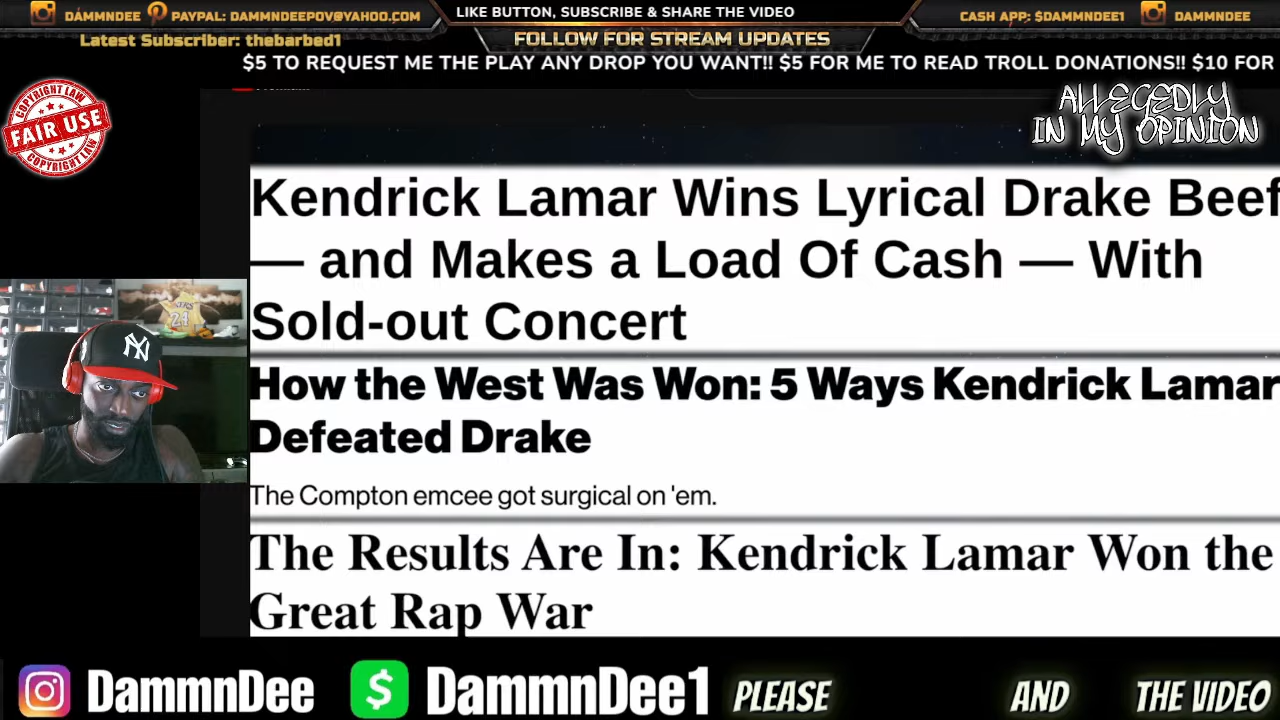 DAMMNDEE PAYPAL: DAMMNDEEPOV@YAHOO.COM
LIKE BUTTON, SUBSCRIBE & SHARE THE VIDEO
CASH APP: $DAMMNDEE1 DAMMNDEE
Latest Subscriber: thebarbed1
FOLLOW FOR STREAM UPDATES
$5 TO REQUEST ME THE PLAY ANY DROP YOU WANT!! $5 FOR ME TO READ TROLL DONATIONS!! $10 FOR
COPYRIGHT LAW
FAIR USE
COPYRIGHT LAW
ALLEGEDLY
IN MY OPINION
Kendrick Lamar Wins Lyrical Drake Beef
— and Makes a Load Of Cash — With
Sold-out Concert
How the West Was Won: 5 Ways Kendrick Lamar
Defeated Drake
The Compton emcee got surgical on 'em.
The Results Are In: Kendrick Lamar Won the
Great Rap War
NY
24
DammnDee $ DammnDee1 PLEASE AND THE VIDEO